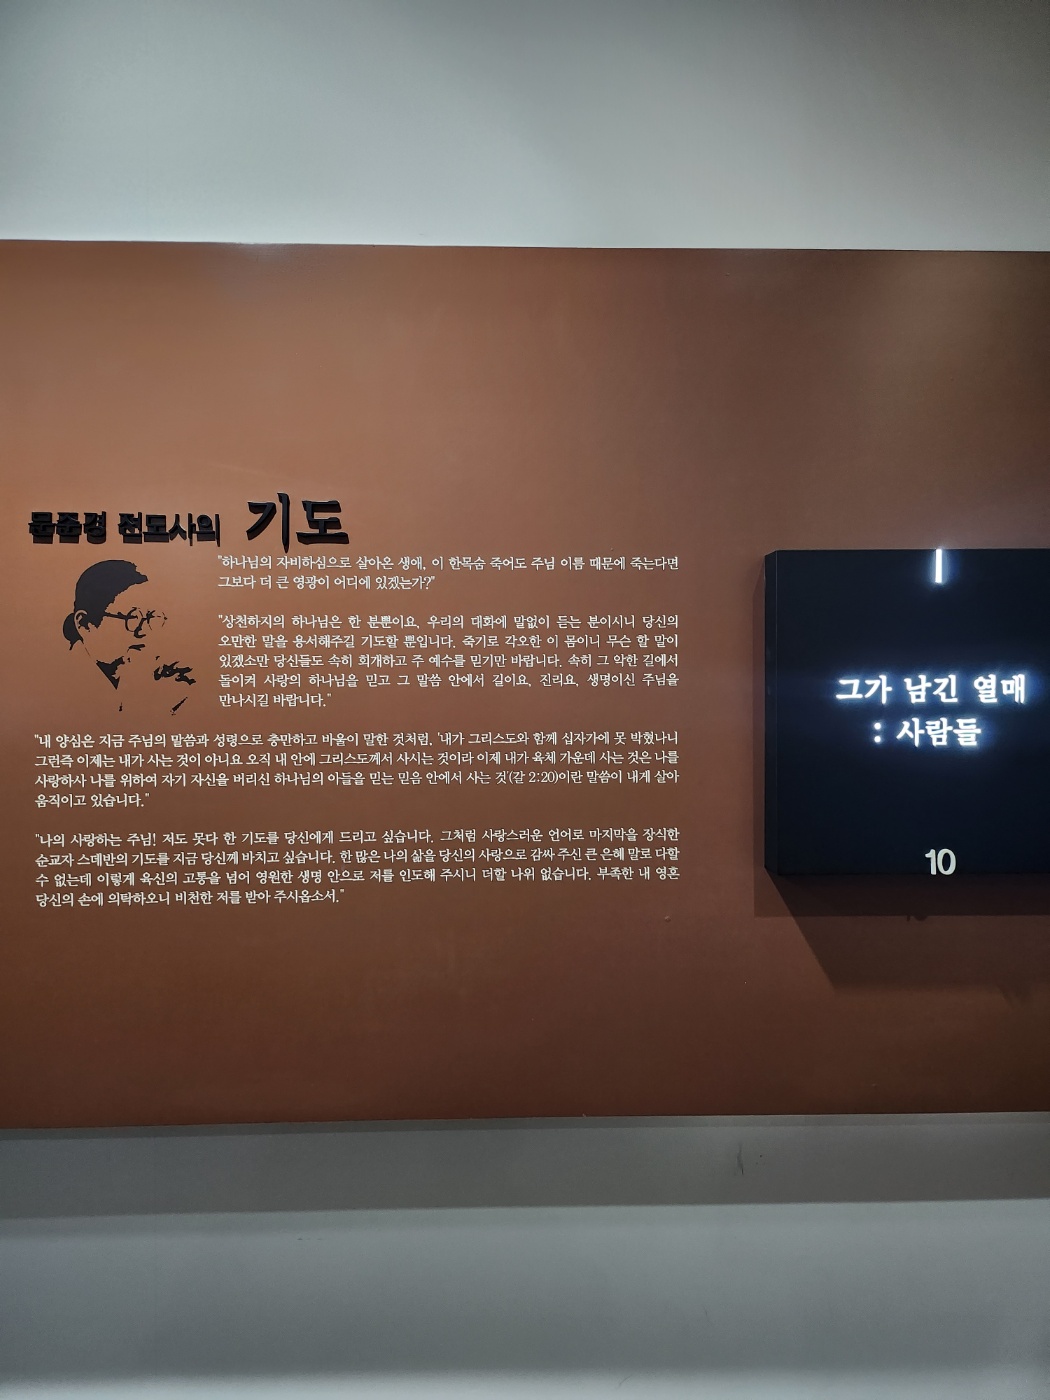 문준경 전도사의 기도
"하나님의 자비하심으로 살아온 생애, 이 한목숨 죽어도 주님 이름 때문에 죽는다면
그보다 더 큰 영광이 어디에 있겠는가?"
"상천하지의 하나님은 한 분뿐이요, 우리의 대화에 말없이 듣는 분이시니 당신의
오만한 말을 용서해주길 기도할 뿐입니다. 죽기로 각오한 이 몸이니 무슨 할 말이
있겠소만 당신들도 속히 회개하고 주 예수를 믿기만 바랍니다. 속히 그 악한 길에서
돌이켜 사랑의 하나님을 믿고 그 말씀 안에서 길이요, 진리요, 생명이신 주님을
만나시길 바랍니다."
"내 양심은 지금 주님의 말씀과 성령으로 충만하고 바울이 말한 것처럼, '내가 그리스도와 함께 십자가에 못 박혔나니
그런즉 이제는 내가 사는 것이 아니요 오직 내 안에 그리스도께서 사시는 것이라 이제 내가 육체 가운데 사는 것은 나를
사랑하사 나를 위하여 자기 자신을 버리신 하나님의 아들을 믿는 믿음 안에서 사는 것'(갈 2:20)이란 말씀이 내게 살아
움직이고 있습니다."
"나의 사랑하는 주님! 저도 못다 한 기도를 당신에게 드리고 싶습니다. 그처럼 사랑스러운 언어로 마지막을 장식한
순교자 스데반의 기도를 지금 당신께 바치고 싶습니다. 한 많은 나의 삶을 당신의 사랑으로 감싸 주신 큰 은혜 말로 다할
수 없는데 이렇게 육신의 고통을 넘어 영원한 생명 안으로 저를 인도해 주시니 더할 나위 없습니다. 부족한 내 영혼
당신의 손에 의탁하오니 비천한 저를 받아 주시옵소서."
그가 남긴 열매
: 사람들
10